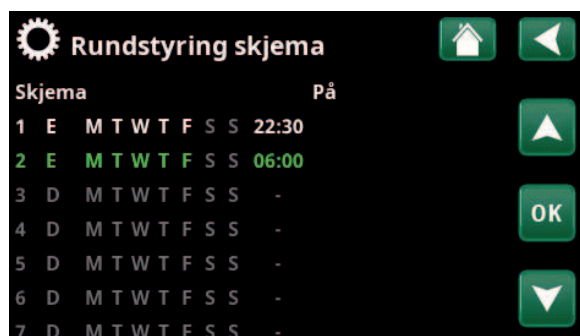 Rundstyring skjema
Skjema På
1 E M T W T F S S 22:30
2 E M T W T F S S 06:00
3 D M T W T F S S -
4 D M T W T F S S -
OK
5 D M T W T F S S -
6 D M T W T F S S -
7 D M T W T F S S